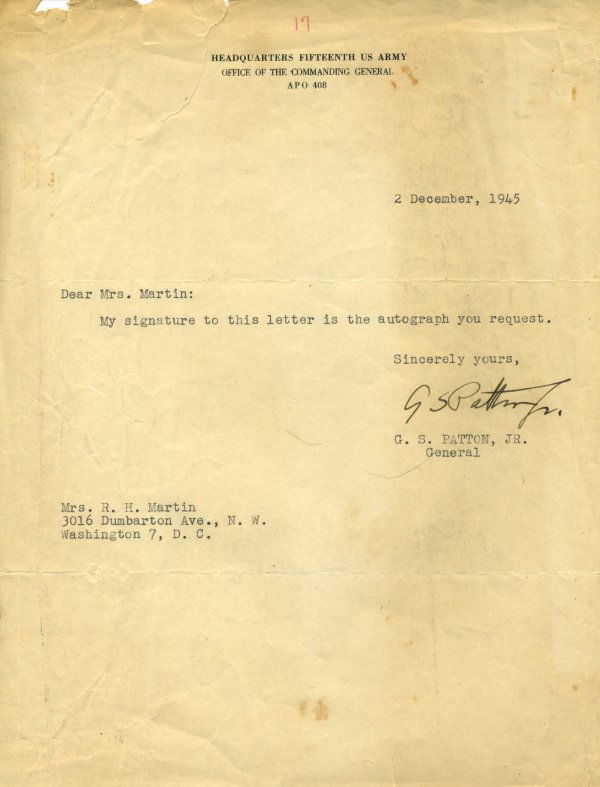 17
HEADQUARTERS FIFTEENTH US ARMY
OFFICE OF THE COMMANDING GENERAL
APO 408
2 December, 1945
Dear Mrs. Martin:
My signature to this letter is the autograph you request.
Sincerely yours,
G S Patton Jr.
G. S. PATTON, JR.
General
Mrs. R. H. Martin
3016 Dumbarton Ave., N. W.
Washington 7, D. C.